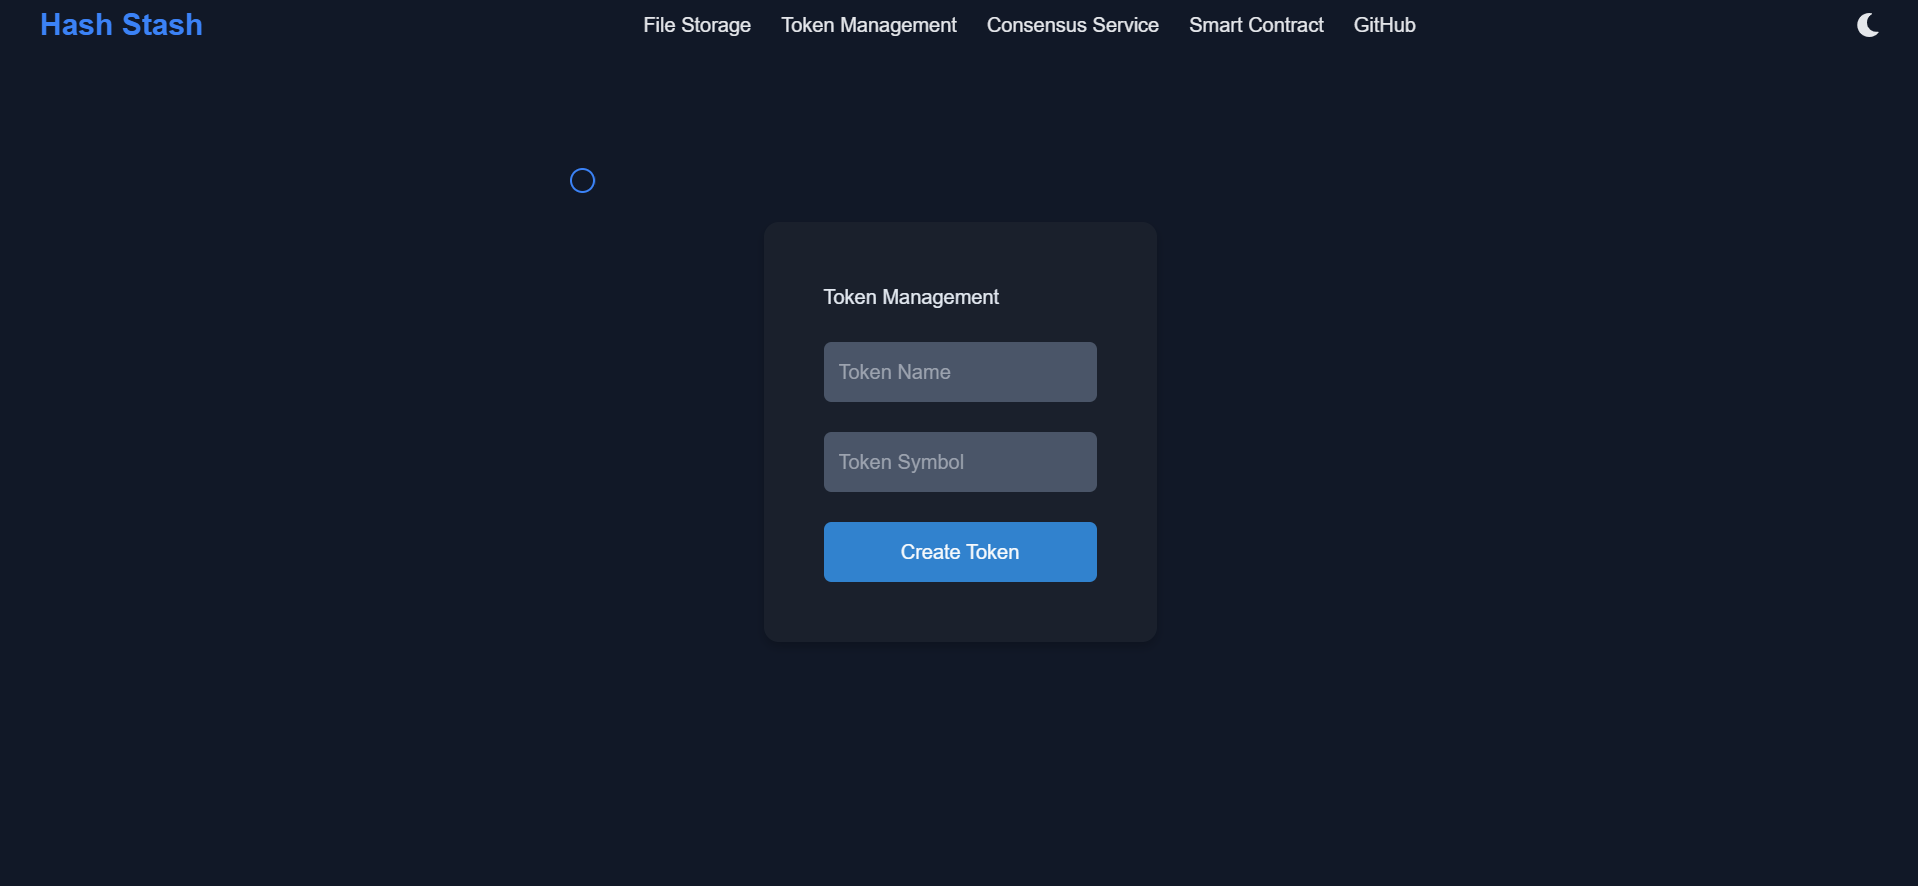 Hash Stash
File Storage Token Management Consensus Service Smart Contract GitHub
Token Management
Token Name
Token Symbol
Create Token